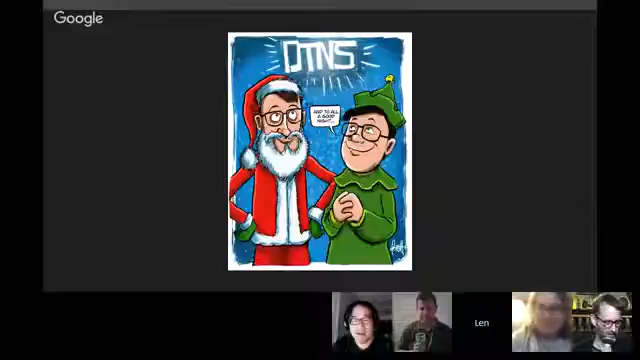 Google
DTNS
AND TO ALL
A GOOD
NIGHT...
Len